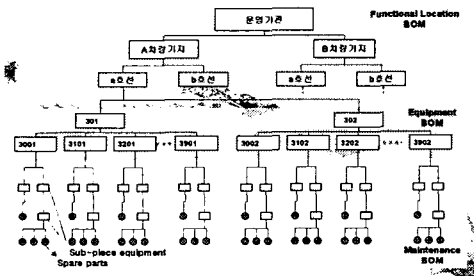 운영기관
Functional Location
BOM
A차량기지
B차량기지
a호선
b호선
a호선
b호선
301
302
Equipment
BOM
3001
3101
3201
3901
3002
3102
3202
3902
Sub-piece equipment
Spare parts
Maintenance
BOM